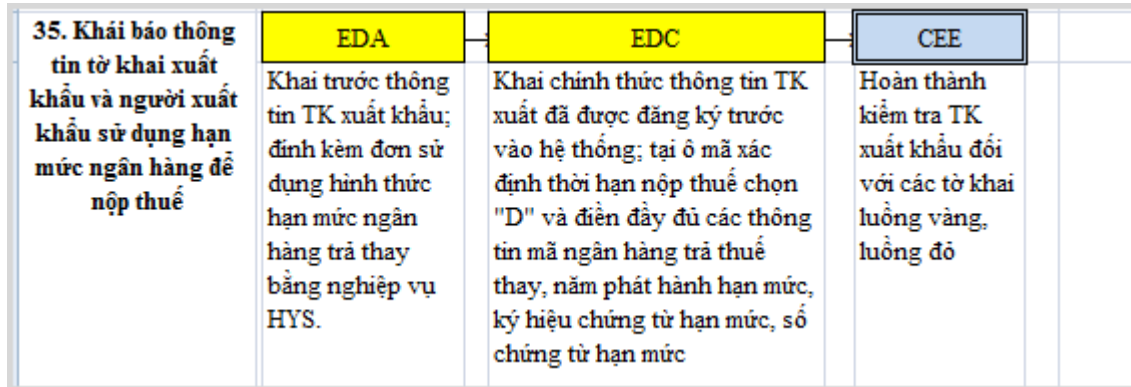 35. Khái báo thông
tin tờ khai xuất
khẩu và người xuất
khẩu sử dụng hạn
mức ngân hàng để
nộp thuế
EDA
Khai trước thông
tin TK xuất khẩu;
đính kèm đơn sử
dụng hình thức
hạn mức ngân
hàng trả thay
bằng nghiệp vụ
HYS.
EDC
Khai chính thức thông tin TK
xuất đã được đăng ký trước
vào hệ thống; tại ô mã xác
định thời hạn nộp thuế chọn
"D" và điền đầy đủ các thông
tin mã ngân hàng trả thuế
thay, năm phát hành hạn mức,
ký hiệu chứng từ hạn mức, số
chứng từ hạn mức
CEE
Hoàn thành
kiểm tra TK
xuất khẩu đối
với các tờ khai
luồng vàng,
luồng đỏ